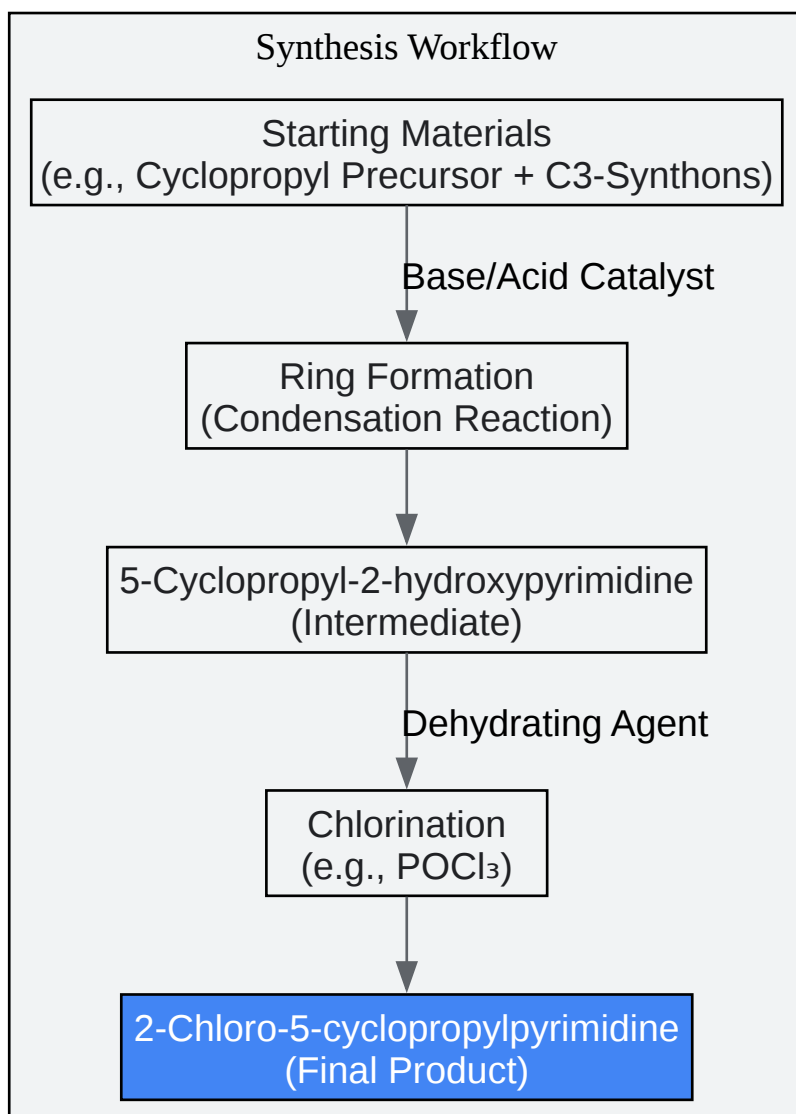 Synthesis Workflow
Starting Materials
(e.g., Cyclopropyl Precursor + C3-Synthons)
Base/Acid Catalyst
Ring Formation
(Condensation Reaction)
5-Cyclopropyl-2-hydroxypyrimidine
(Intermediate)
Dehydrating Agent
Chlorination
(e.g., POCl₃)
2-Chloro-5-cyclopropylpyrimidine
(Final Product)